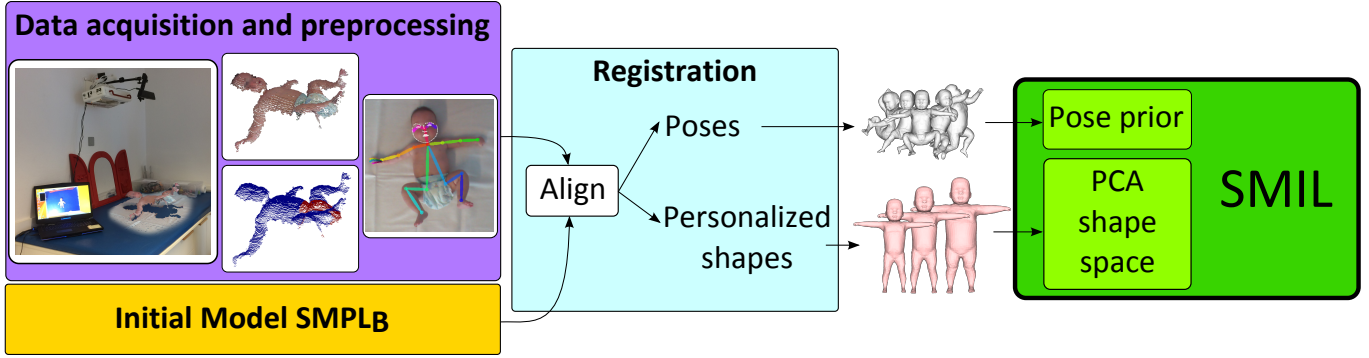 Data acquisition and preprocessing
Initial Model SMPLB
Registration
Align
Poses
Personalized
shapes
Pose prior
PCA
shape
space
SMIL